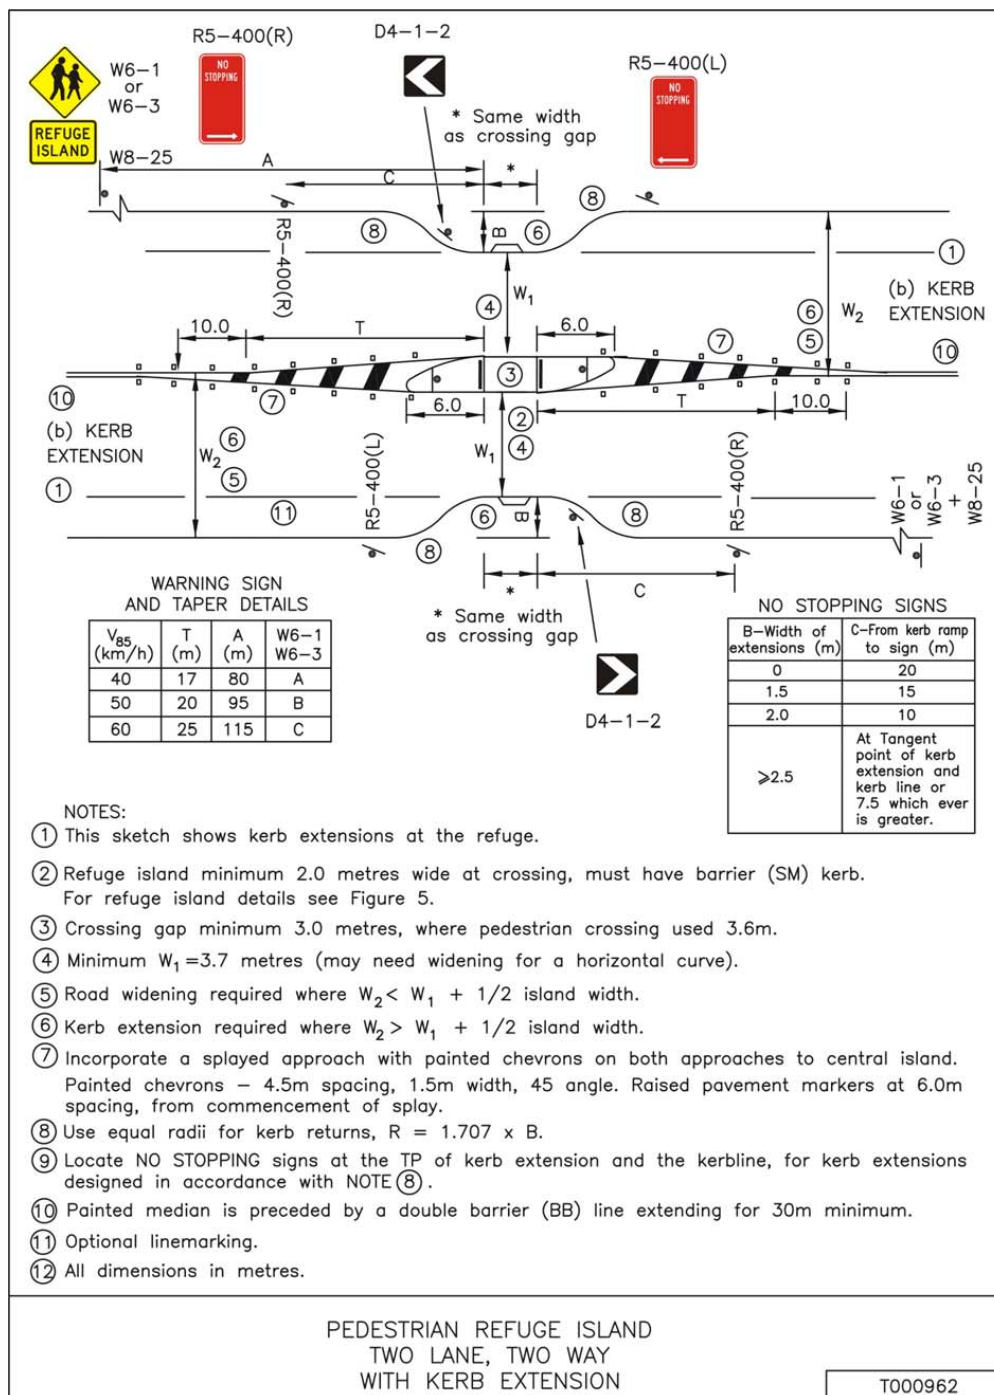 R5-400(R)
D4-1-2
R5-400(L)
W6-1
or
W6-3
NO
STOPPING
NO
STOPPING
REFUGE
ISLAND
W8-25
* Same width
as crossing gap
A
C
*
8
8
B
6
1
R5-400(R)
W1
4
(b) KERB
EXTENSION
6
W2
5
10.0
T
6.0
7
10
3
10
7
6.0
2
T
10.0
(b) KERB
EXTENSION
6
W2
5
W1
4
1
11
R5-400(L)
6
B
8
8
R5-400(R)
W6-1
or
W6-3
+
W8-25
*
C
* Same width
as crossing gap
D4-1-2
WARNING SIGN
AND TAPER DETAILS
V85 (km/h) T (m) A (m) W6-1 W6-3
40 17 80 A
50 20 95 B
60 25 115 C
NO STOPPING SIGNS
B-Width of extensions (m) C-From kerb ramp to sign (m)
0 20
1.5 15
2.0 10
⩾2.5 At Tangent
point of kerb
extension and
kerb line or
7.5 which ever
is greater.
NOTES:
1 This sketch shows kerb extensions at the refuge.
2 Refuge island minimum 2.0 metres wide at crossing, must have barrier (SM) kerb.
For refuge island details see Figure 5.
3 Crossing gap minimum 3.0 metres, where pedestrian crossing used 3.6m.
4 Minimum W1=3.7 metres (may need widening for a horizontal curve).
5 Road widening required where W2< W1 + 1/2 island width.
6 Kerb extension required where W2> W1 + 1/2 island width.
7 Incorporate a splayed approach with painted chevrons on both approaches to central island.
Painted chevrons – 4.5m spacing, 1.5m width, 45 angle. Raised pavement markers at 6.0m
spacing, from commencement of splay.
8 Use equal radii for kerb returns, R = 1.707 x B.
9 Locate NO STOPPING signs at the TP of kerb extension and the kerbline, for kerb extensions
designed in accordance with NOTE 8.
10 Painted median is preceded by a double barrier (BB) line extending for 30m minimum.
11 Optional linemarking.
12 All dimensions in metres.
PEDESTRIAN REFUGE ISLAND
TWO LANE, TWO WAY
WITH KERB EXTENSION
T000962